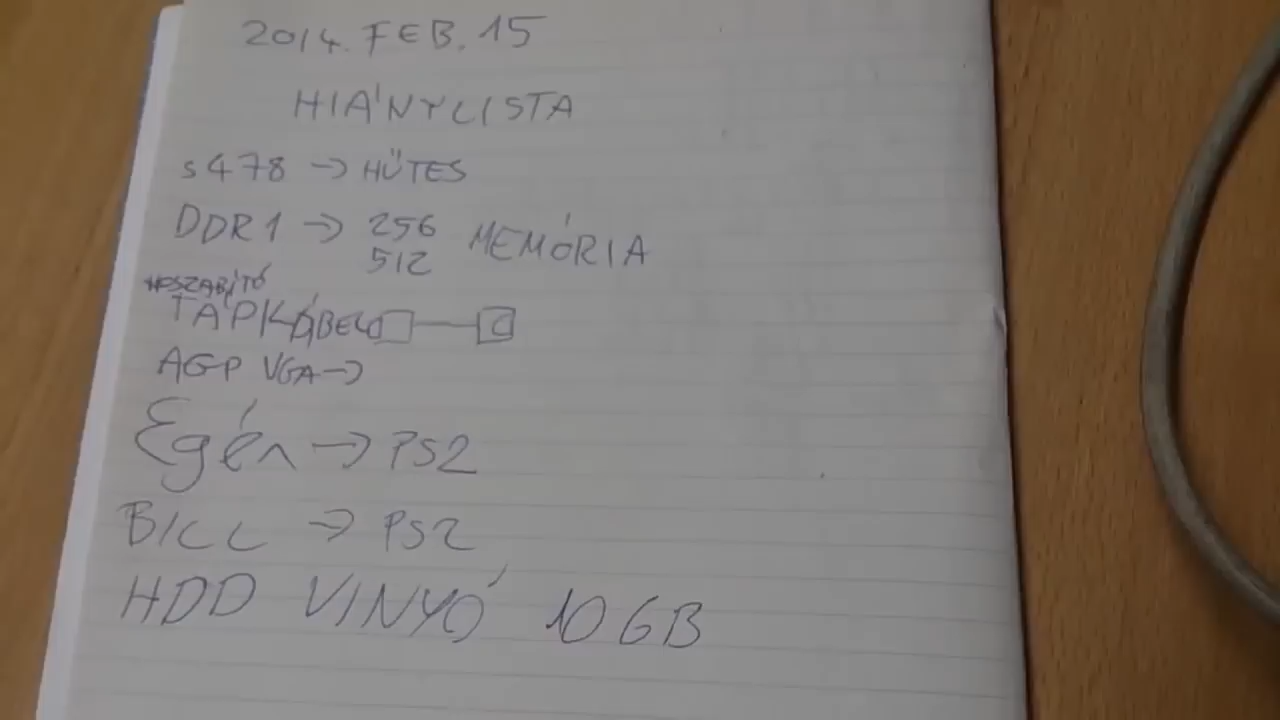 2014. FEB. 15
HIÁNYLISTA
s478 → HŰTES
DDR1 → 256 MEMÓRIA
512
HOSZABÍTÓ
TÁPKÁBEL
AGP VGA →
Egér → PS2
BILL → PS2
HDD VINYÓ 10GB